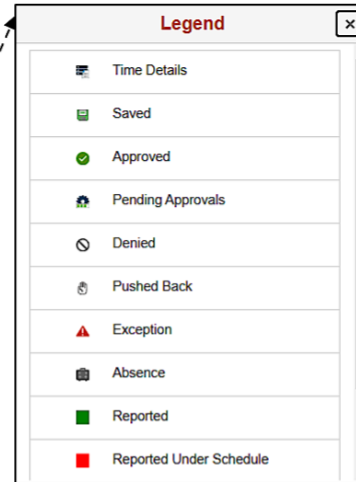 Legend
Time Details
Saved
Approved
Pending Approvals
Denied
Pushed Back
Exception
Absence
Reported
Reported Under Schedule